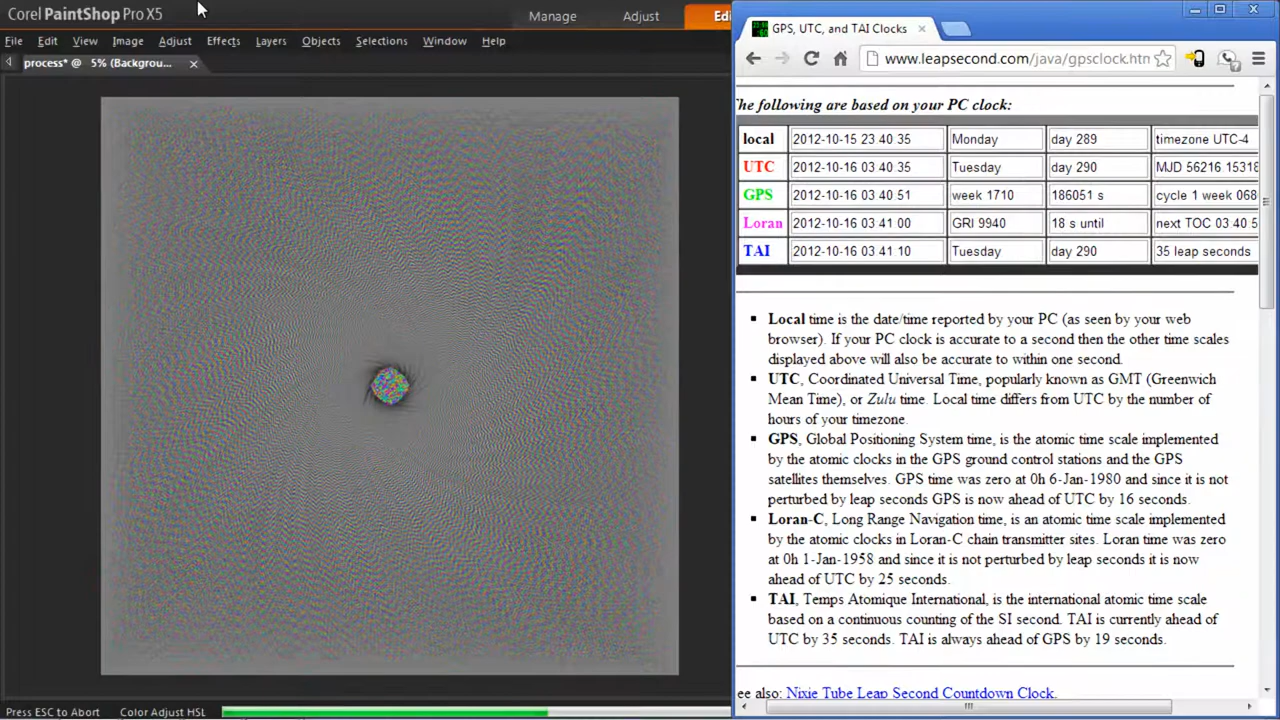 Corel PaintShop Pro X5
Manage Adjust Edi
File Edit View Image Adjust Effects Layers Objects Selections Window Help
process* @ 5% (Backgrou...
GPS, UTC, and TAI Clocks
www.leapsecond.com/java/gpsclock.htn
The following are based on your PC clock:
local 2012-10-15 23 40 35 Monday day 289 timezone UTC-4
UTC 2012-10-16 03 40 35 Tuesday day 290 MJD 56216 15318
GPS 2012-10-16 03 40 51 week 1710 186051 s cycle 1 week 068
Loran 2012-10-16 03 41 00 GRI 9940 18 s until next TOC 03 40 5
TAI 2012-10-16 03 41 10 Tuesday day 290 35 leap seconds
Local time is the date/time reported by your PC (as seen by your web
browser). If your PC clock is accurate to a second then the other time scales
displayed above will also be accurate to within one second.
UTC, Coordinated Universal Time, popularly known as GMT (Greenwich
Mean Time), or Zulu time. Local time differs from UTC by the number of
hours of your timezone.
GPS, Global Positioning System time, is the atomic time scale implemented
by the atomic clocks in the GPS ground control stations and the GPS
satellites themselves. GPS time was zero at 0h 6-Jan-1980 and since it is not
perturbed by leap seconds GPS is now ahead of UTC by 16 seconds.
Loran-C, Long Range Navigation time, is an atomic time scale implemented
by the atomic clocks in Loran-C chain transmitter sites. Loran time was zero
at 0h 1-Jan-1958 and since it is not perturbed by leap seconds it is now
ahead of UTC by 25 seconds.
TAI, Temps Atomique International, is the international atomic time scale
based on a continuous counting of the SI second. TAI is currently ahead of
UTC by 35 seconds. TAI is always ahead of GPS by 19 seconds.
ee also: Nixie Tube Leap Second Countdown Clock.
Press ESC to Abort Color Adjust HSL